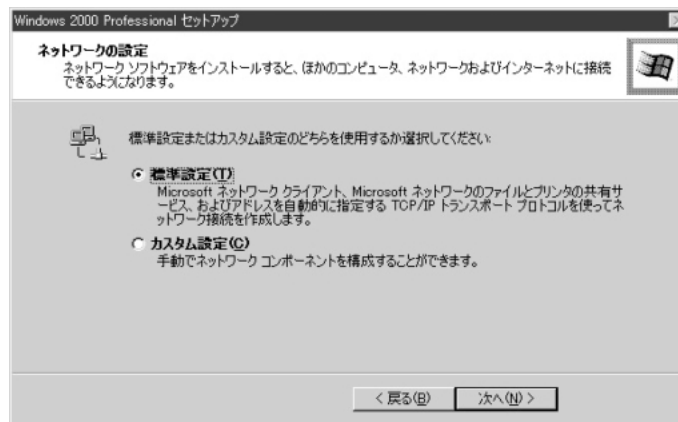 Windows 2000 Professional セットアップ
ネットワークの設定
ネットワーク ソフトウェアをインストールすると、ほかのコンピュータ、ネットワークおよびインターネットに接続
できるようになります。
標準設定またはカスタム設定のどちらを使用するか選択してください:
標準設定(T)
Microsoft ネットワーク クライアント、Microsoft ネットワークのファイルとプリンタの共有サ
ービス、およびアドレスを自動的に指定する TCP/IP トランスポート プロトコルを使ってネ
ットワーク接続を作成します。
カスタム設定(C)
手動でネットワーク コンポーネントを構成することができます。
< 戻る(B)
次へ(N) >